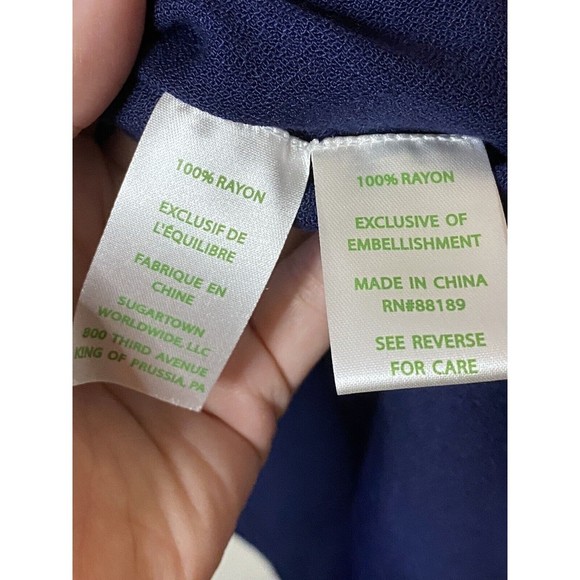 100% RAYON
EXCLUSIF DE
L'ÉQUILIBRE
FABRIQUE EN
CHINE
SUGARTOWN
WORLDWIDE, LLC
800 THIRD AVENUE
KING OF PRUSSIA, PA
100% RAYON
EXCLUSIVE OF
EMBELLISHMENT
MADE IN CHINA
RN#88189
SEE REVERSE
FOR CARE